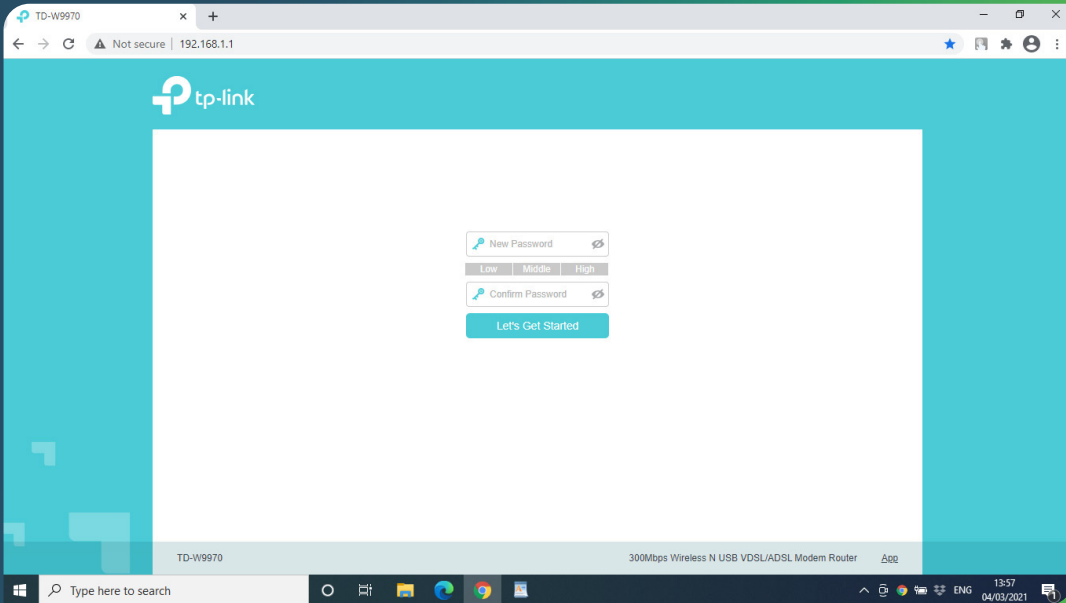 TD-W9970
Not secure | 192.168.1.1
tp-link
New Password
Low Middle High
Confirm Password
Let's Get Started
TD-W9970 300Mbps Wireless N USB VDSL/ADSL Modem Router App
Type here to search ENG 13:57
04/03/2021 1